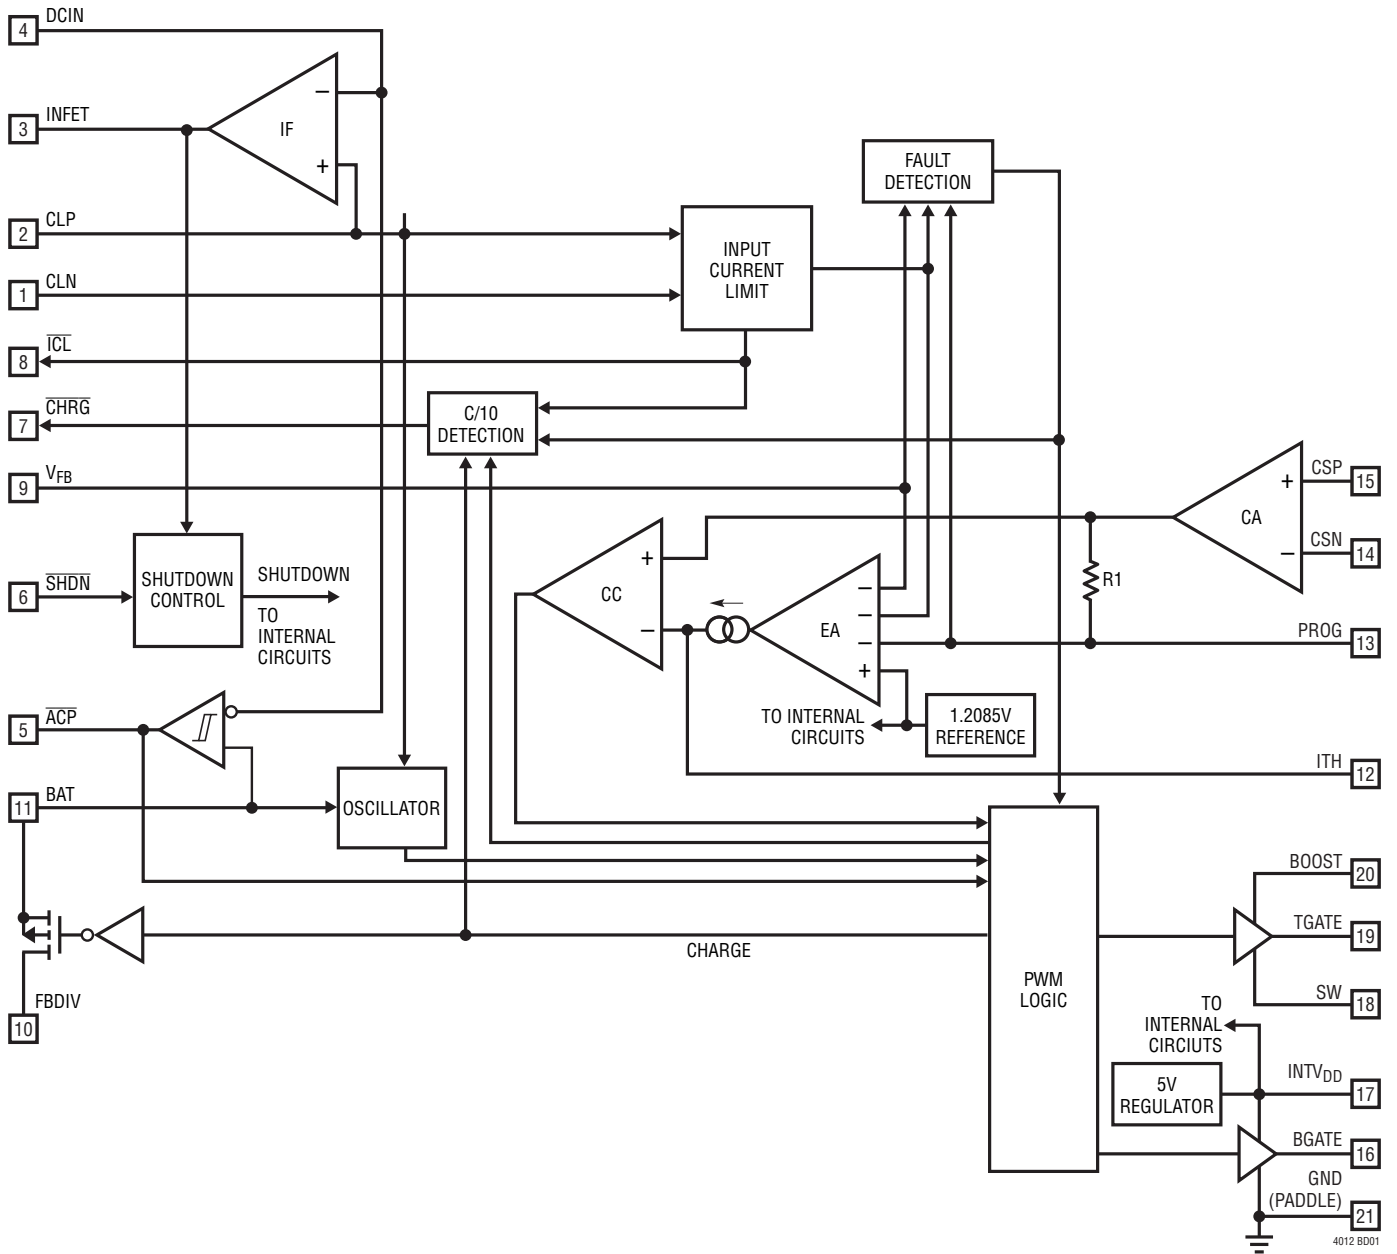 4 DCIN
3 INFET
IF
−
+
2 CLP
1 CLN
8 ICL
7 CHRG
9 VFB
6 SHDN
5 ACP
11 BAT
10 FBDIV
FAULT
DETECTION
INPUT
CURRENT
LIMIT
C/10
DETECTION
SHUTDOWN
CONTROL
SHUTDOWN
TO
INTERNAL
CIRCUITS
OSCILLATOR
+
CC
−
−
−
EA
−
+
TO INTERNAL
CIRCUITS
1.2085V
REFERENCE
+
CA
−
R1
CSP 15
CSN 14
PROG 13
ITH 12
CHARGE
PWM
LOGIC
BOOST 20
TGATE 19
SW 18
TO
INTERNAL
CIRCIUTS
5V
REGULATOR
INTVDD 17
BGATE 16
GND
(PADDLE) 21
4012 BD01